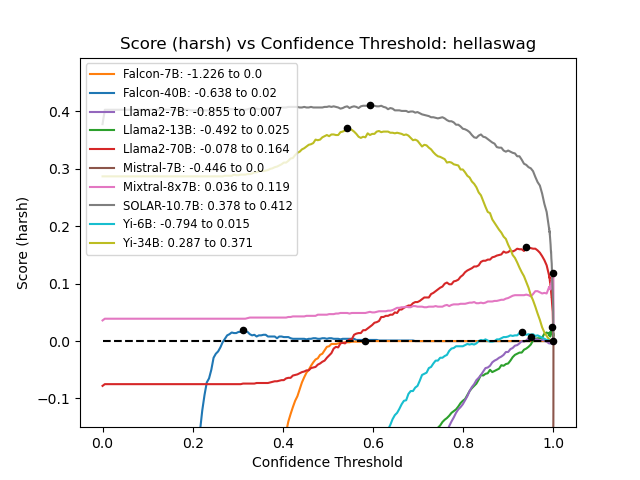 Score (harsh) vs Confidence Threshold: hellaswag
Score (harsh)
0.4
0.3
0.2
0.1
0.0
−0.1
Falcon-7B: -1.226 to 0.0
Falcon-40B: -0.638 to 0.02
Llama2-7B: -0.855 to 0.007
Llama2-13B: -0.492 to 0.025
Llama2-70B: -0.078 to 0.164
Mistral-7B: -0.446 to 0.0
Mixtral-8x7B: 0.036 to 0.119
SOLAR-10.7B: 0.378 to 0.412
Yi-6B: -0.794 to 0.015
Yi-34B: 0.287 to 0.371
0.0 0.2 0.4 0.6 0.8 1.0
Confidence Threshold